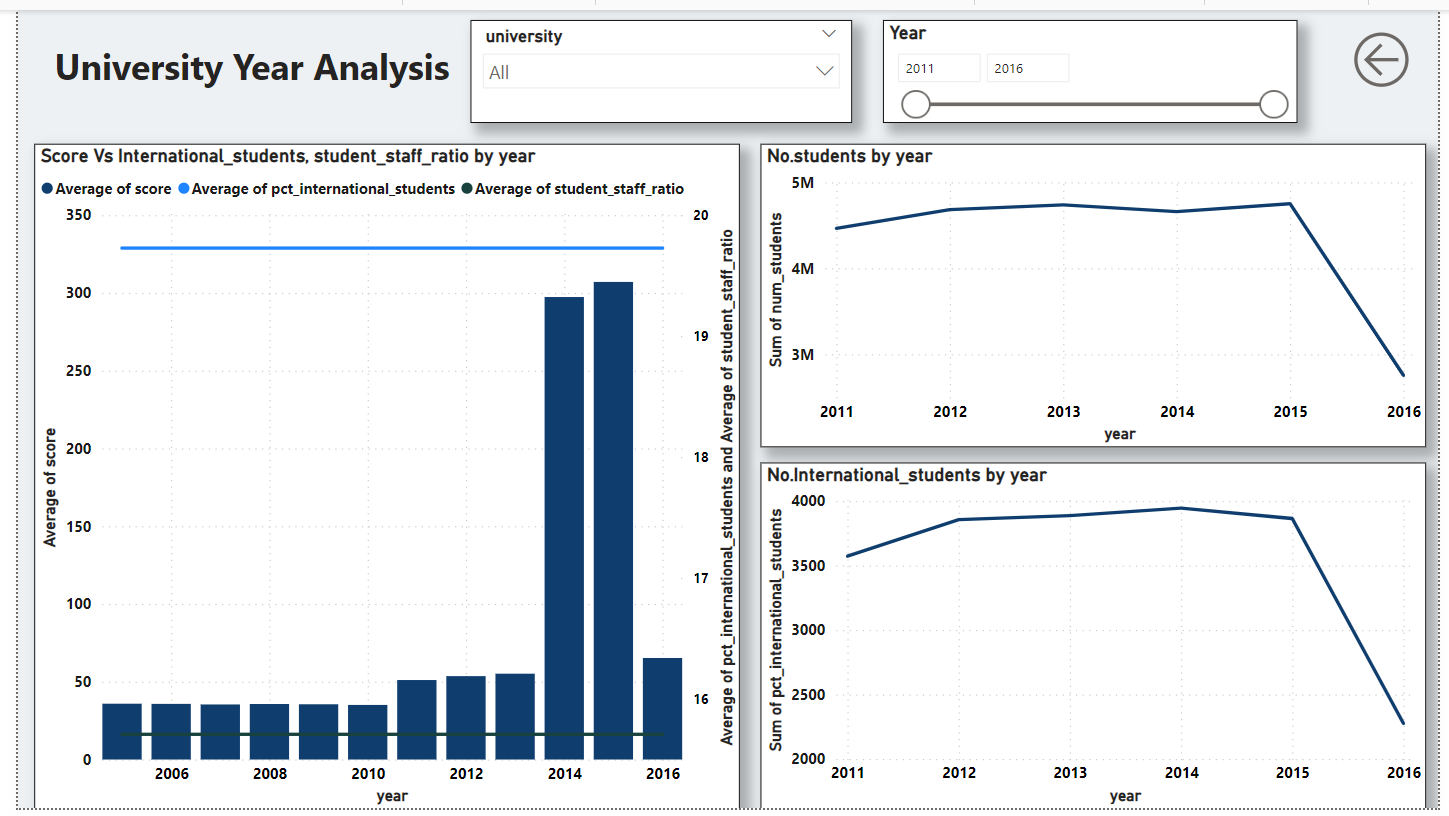 University Year Analysis
university
All
Year
2011 2016
Score Vs International_students, student_staff_ratio by year
Average of score Average of pct_international_students Average of student_staff_ratio
Average of score
350
300
250
200
150
100
50
0
20
19
18
17
16
Average of pct_international_students and Average of student_staff_ratio
2006 2008 2010 2012 2014 2016
year
No.students by year
Sum of num_students
5M
4M
3M
2011 2012 2013 2014 2015 2016
year
No.International_students by year
Sum of pct_international_students
4000
3500
3000
2500
2000
2011 2012 2013 2014 2015 2016
year